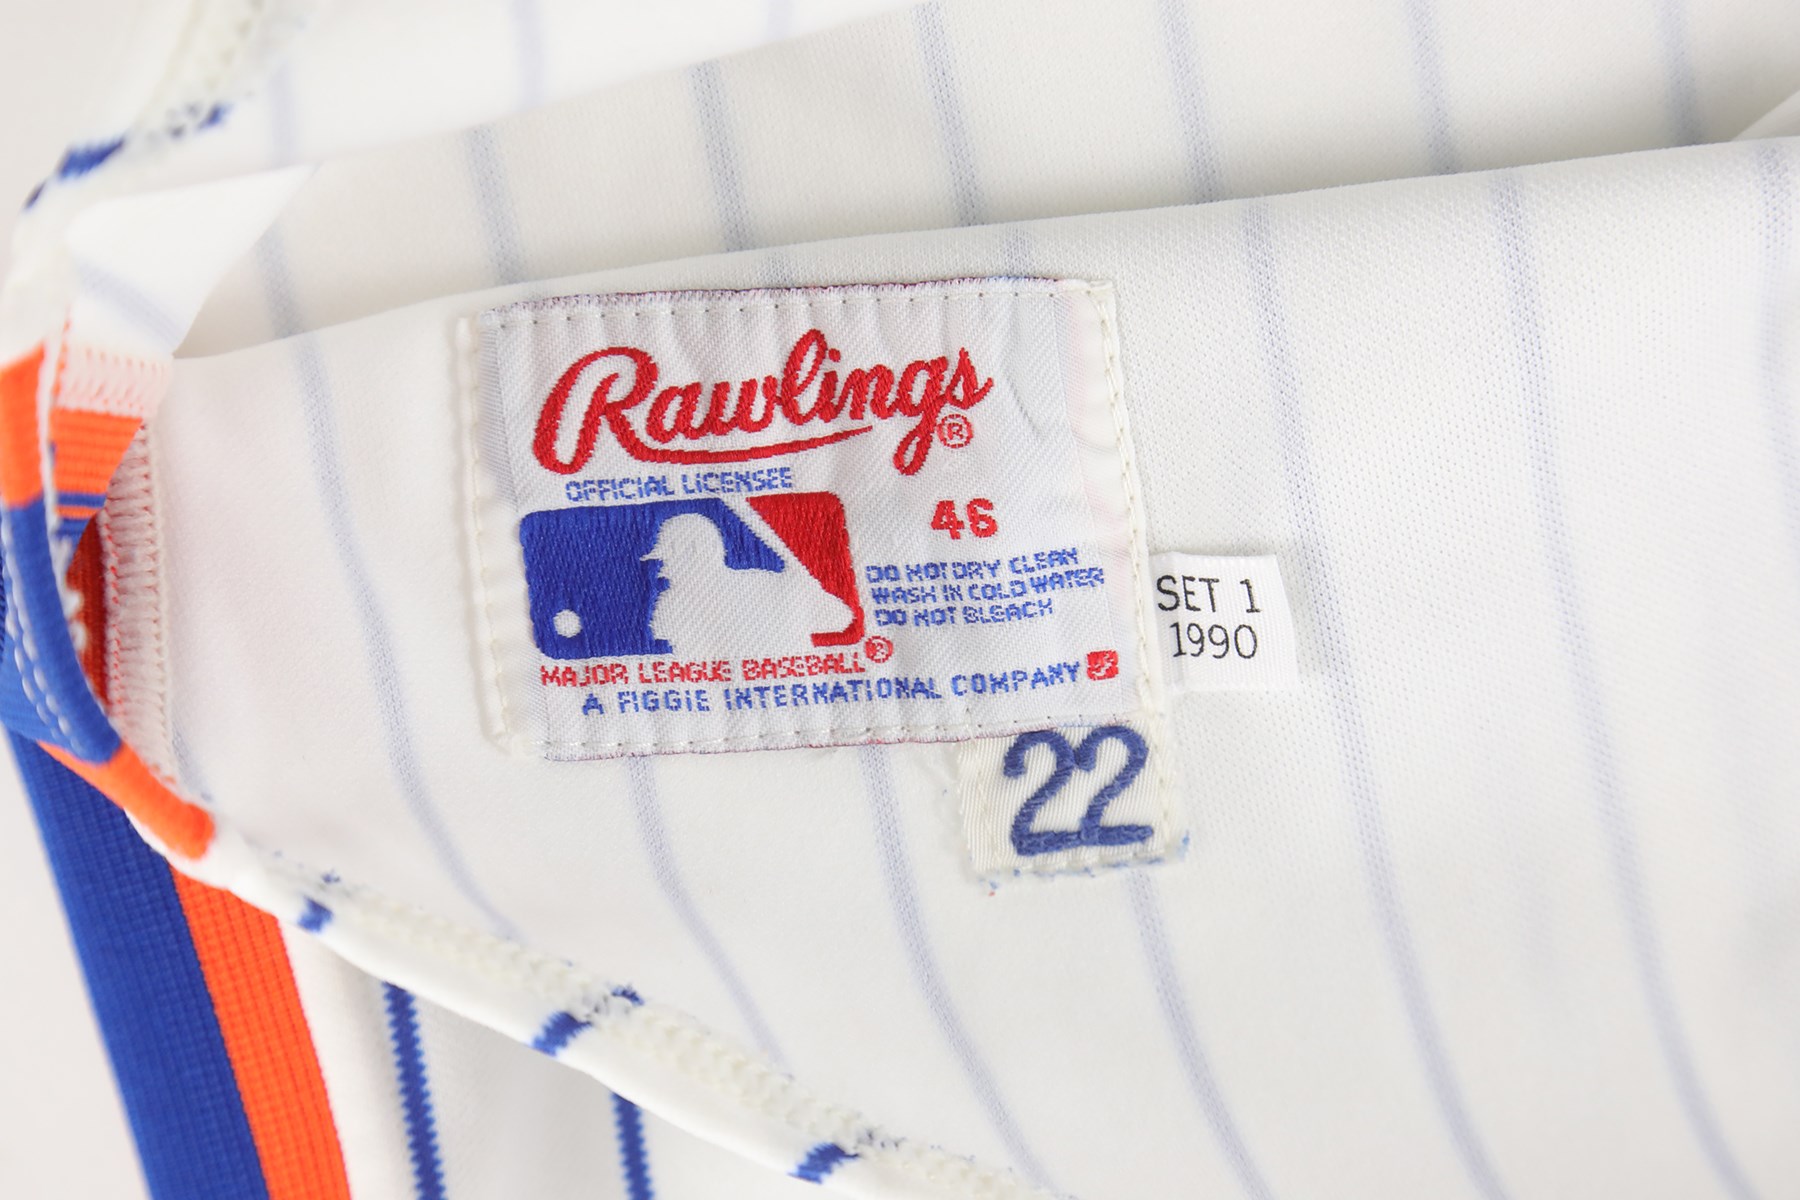 Rawlings®
OFFICIAL LICENSEE
46
DO NOT DRY CLEAN
WASH IN COLD WATER
DO NOT BLEACH
MAJOR LEAGUE BASEBALL®
A FIGGIE INTERNATIONAL COMPANY
SET 1
1990
22